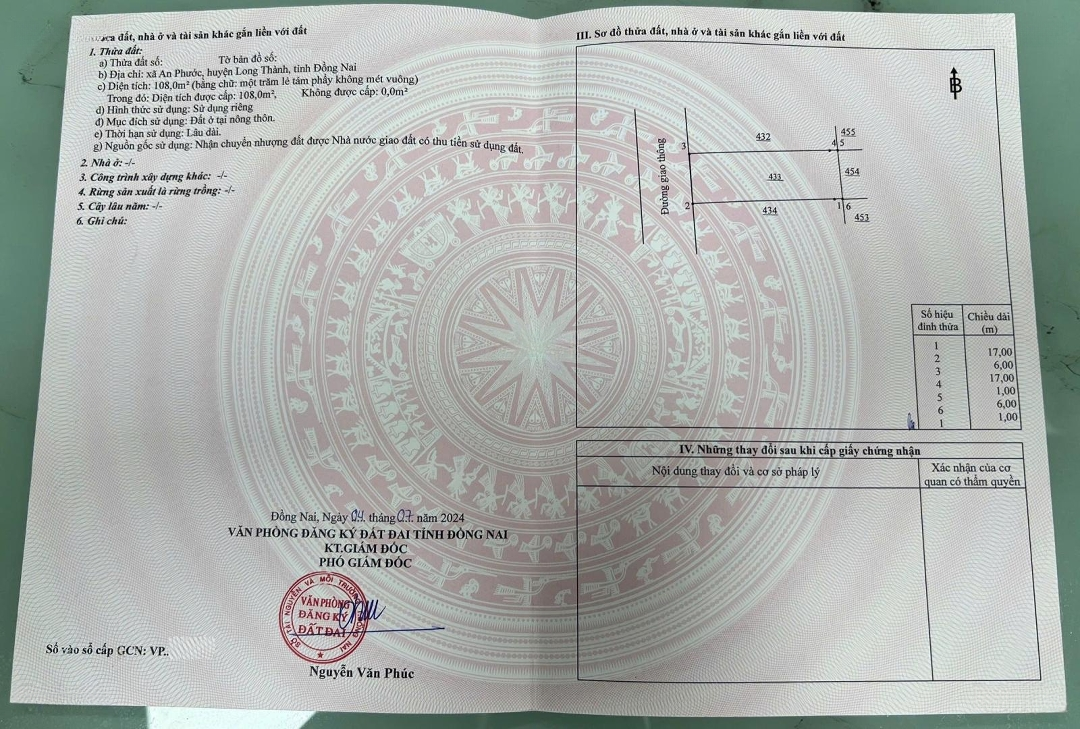 đất, nhà ở và tài sản khác gắn liền với đất
1. Thửa đất:
a) Thửa đất số: Tờ bản đồ số:
b) Địa chỉ: xã An Phước, huyện Long Thành, tỉnh Đồng Nai
c) Diện tích: 108,0m² (bằng chữ: một trăm lẻ tám phẩy không mét vuông)
Trong đó: Diện tích được cấp: 108,0m², Không được cấp: 0,0m²
d) Hình thức sử dụng: Sử dụng riêng
đ) Mục đích sử dụng: Đất ở tại nông thôn.
e) Thời hạn sử dụng: Lâu dài.
g) Nguồn gốc sử dụng: Nhận chuyển nhượng đất được Nhà nước giao đất có thu tiền sử dụng đất.
2. Nhà ở: -/-
3. Công trình xây dựng khác: -/-
4. Rừng sản xuất là rừng trồng: -/-
5. Cây lâu năm: -/-
6. Ghi chú:
Đồng Nai, Ngày 04 tháng 07 năm 2024
VĂN PHÒNG ĐĂNG KÝ ĐẤT ĐAI TỈNH ĐỒNG NAI
KT.GIÁM ĐỐC
PHÓ GIÁM ĐỐC
SỞ TÀI NGUYÊN VÀ MÔI TRƯỜNG ĐỒNG NAI
VĂN PHÒNG
ĐĂNG KÝ
ĐẤT ĐAI
Nguyễn Văn Phúc
Số vào sổ cấp GCN: VP..
III. Sơ đồ thửa đất, nhà ở và tài sản khác gắn liền với đất
B
Đường giao thông
3 432 4 5 455
433 454
2 434 1 6 453
Số hiệu đỉnh thửa Chiều dài (m)
1
17,00
2
6,00
3
17,00
4
1,00
5
6,00
6
1,00
1
IV. Những thay đổi sau khi cấp giấy chứng nhận
Nội dung thay đổi và cơ sở pháp lý
Xác nhận của cơ
quan có thẩm quyền